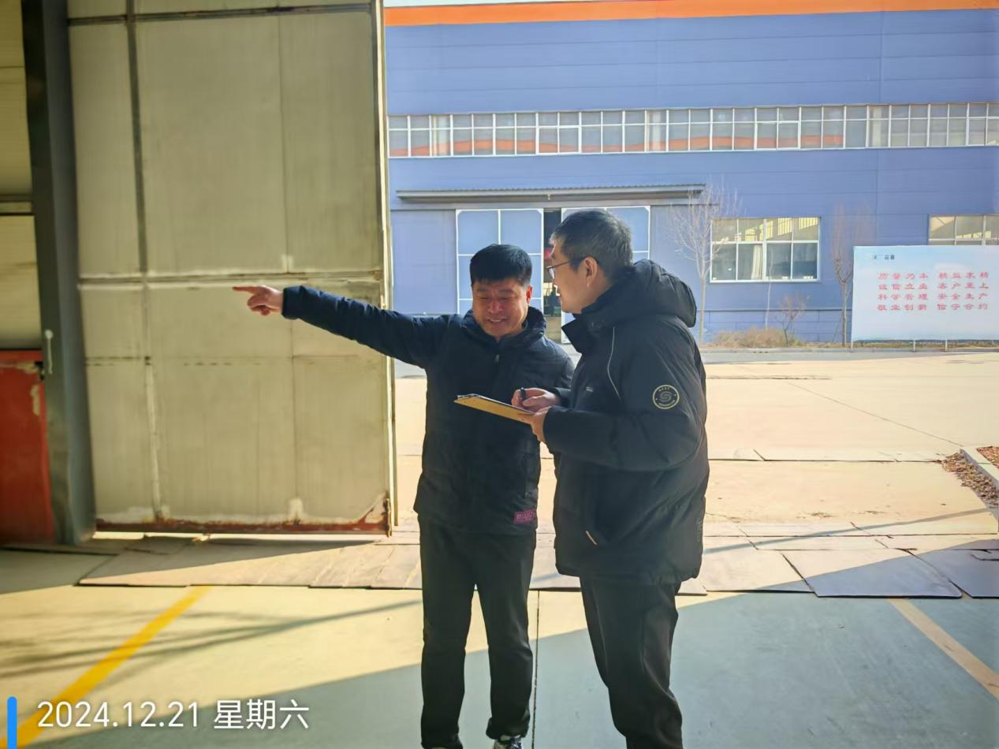 质量为本 精益求精
诚信立业 客户至上
科学管理 安全生产
敬业创新 信守合约
2024.12.21 星期六